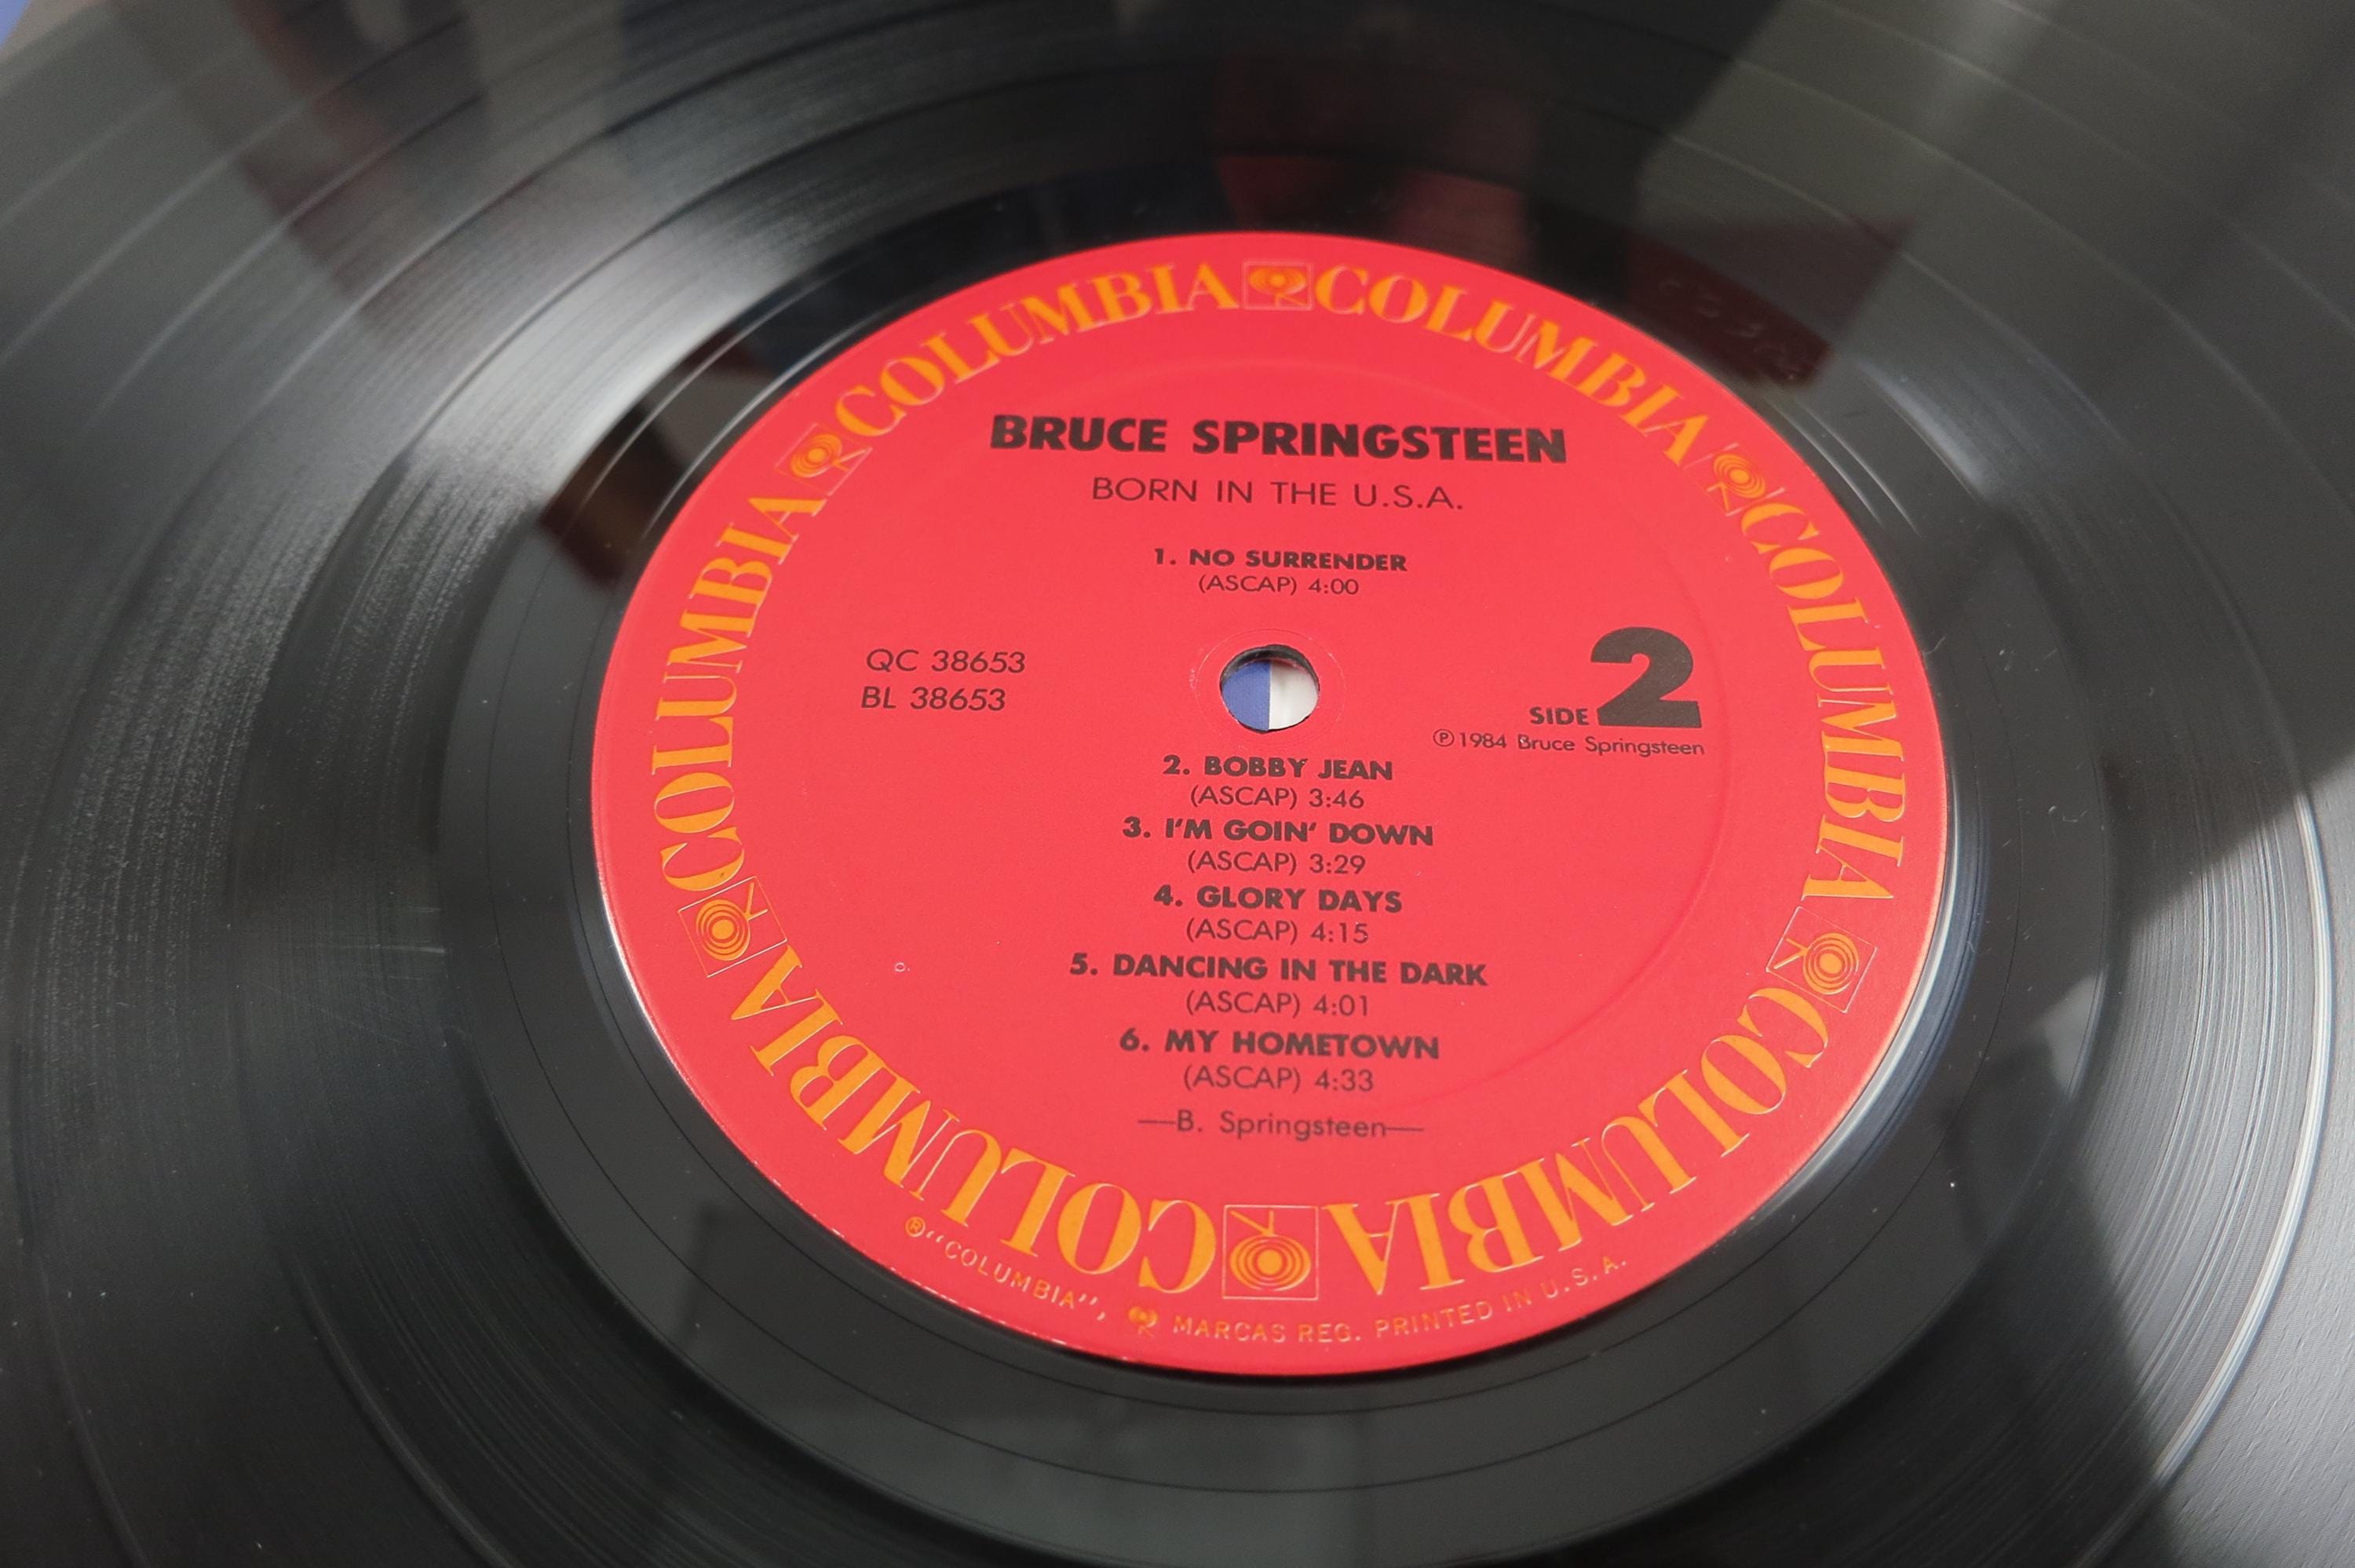 COLUMBIA COLUMBIA COLUMBIA COLUMBIA COLUMBIA COLUMBIA
BRUCE SPRINGSTEEN
BORN IN THE U.S.A.
1. NO SURRENDER
(ASCAP) 4:00
QC 38653
BL 38653
SIDE 2
℗1984 Bruce Springsteen
2. BOBBY JEAN
(ASCAP) 3:46
3. I'M GOIN' DOWN
(ASCAP) 3:29
4. GLORY DAYS
(ASCAP) 4:15
5. DANCING IN THE DARK
(ASCAP) 4:01
6. MY HOMETOWN
(ASCAP) 4:33
—B. Springsteen—
®"COLUMBIA", MARCAS REG. PRINTED IN U.S.A.